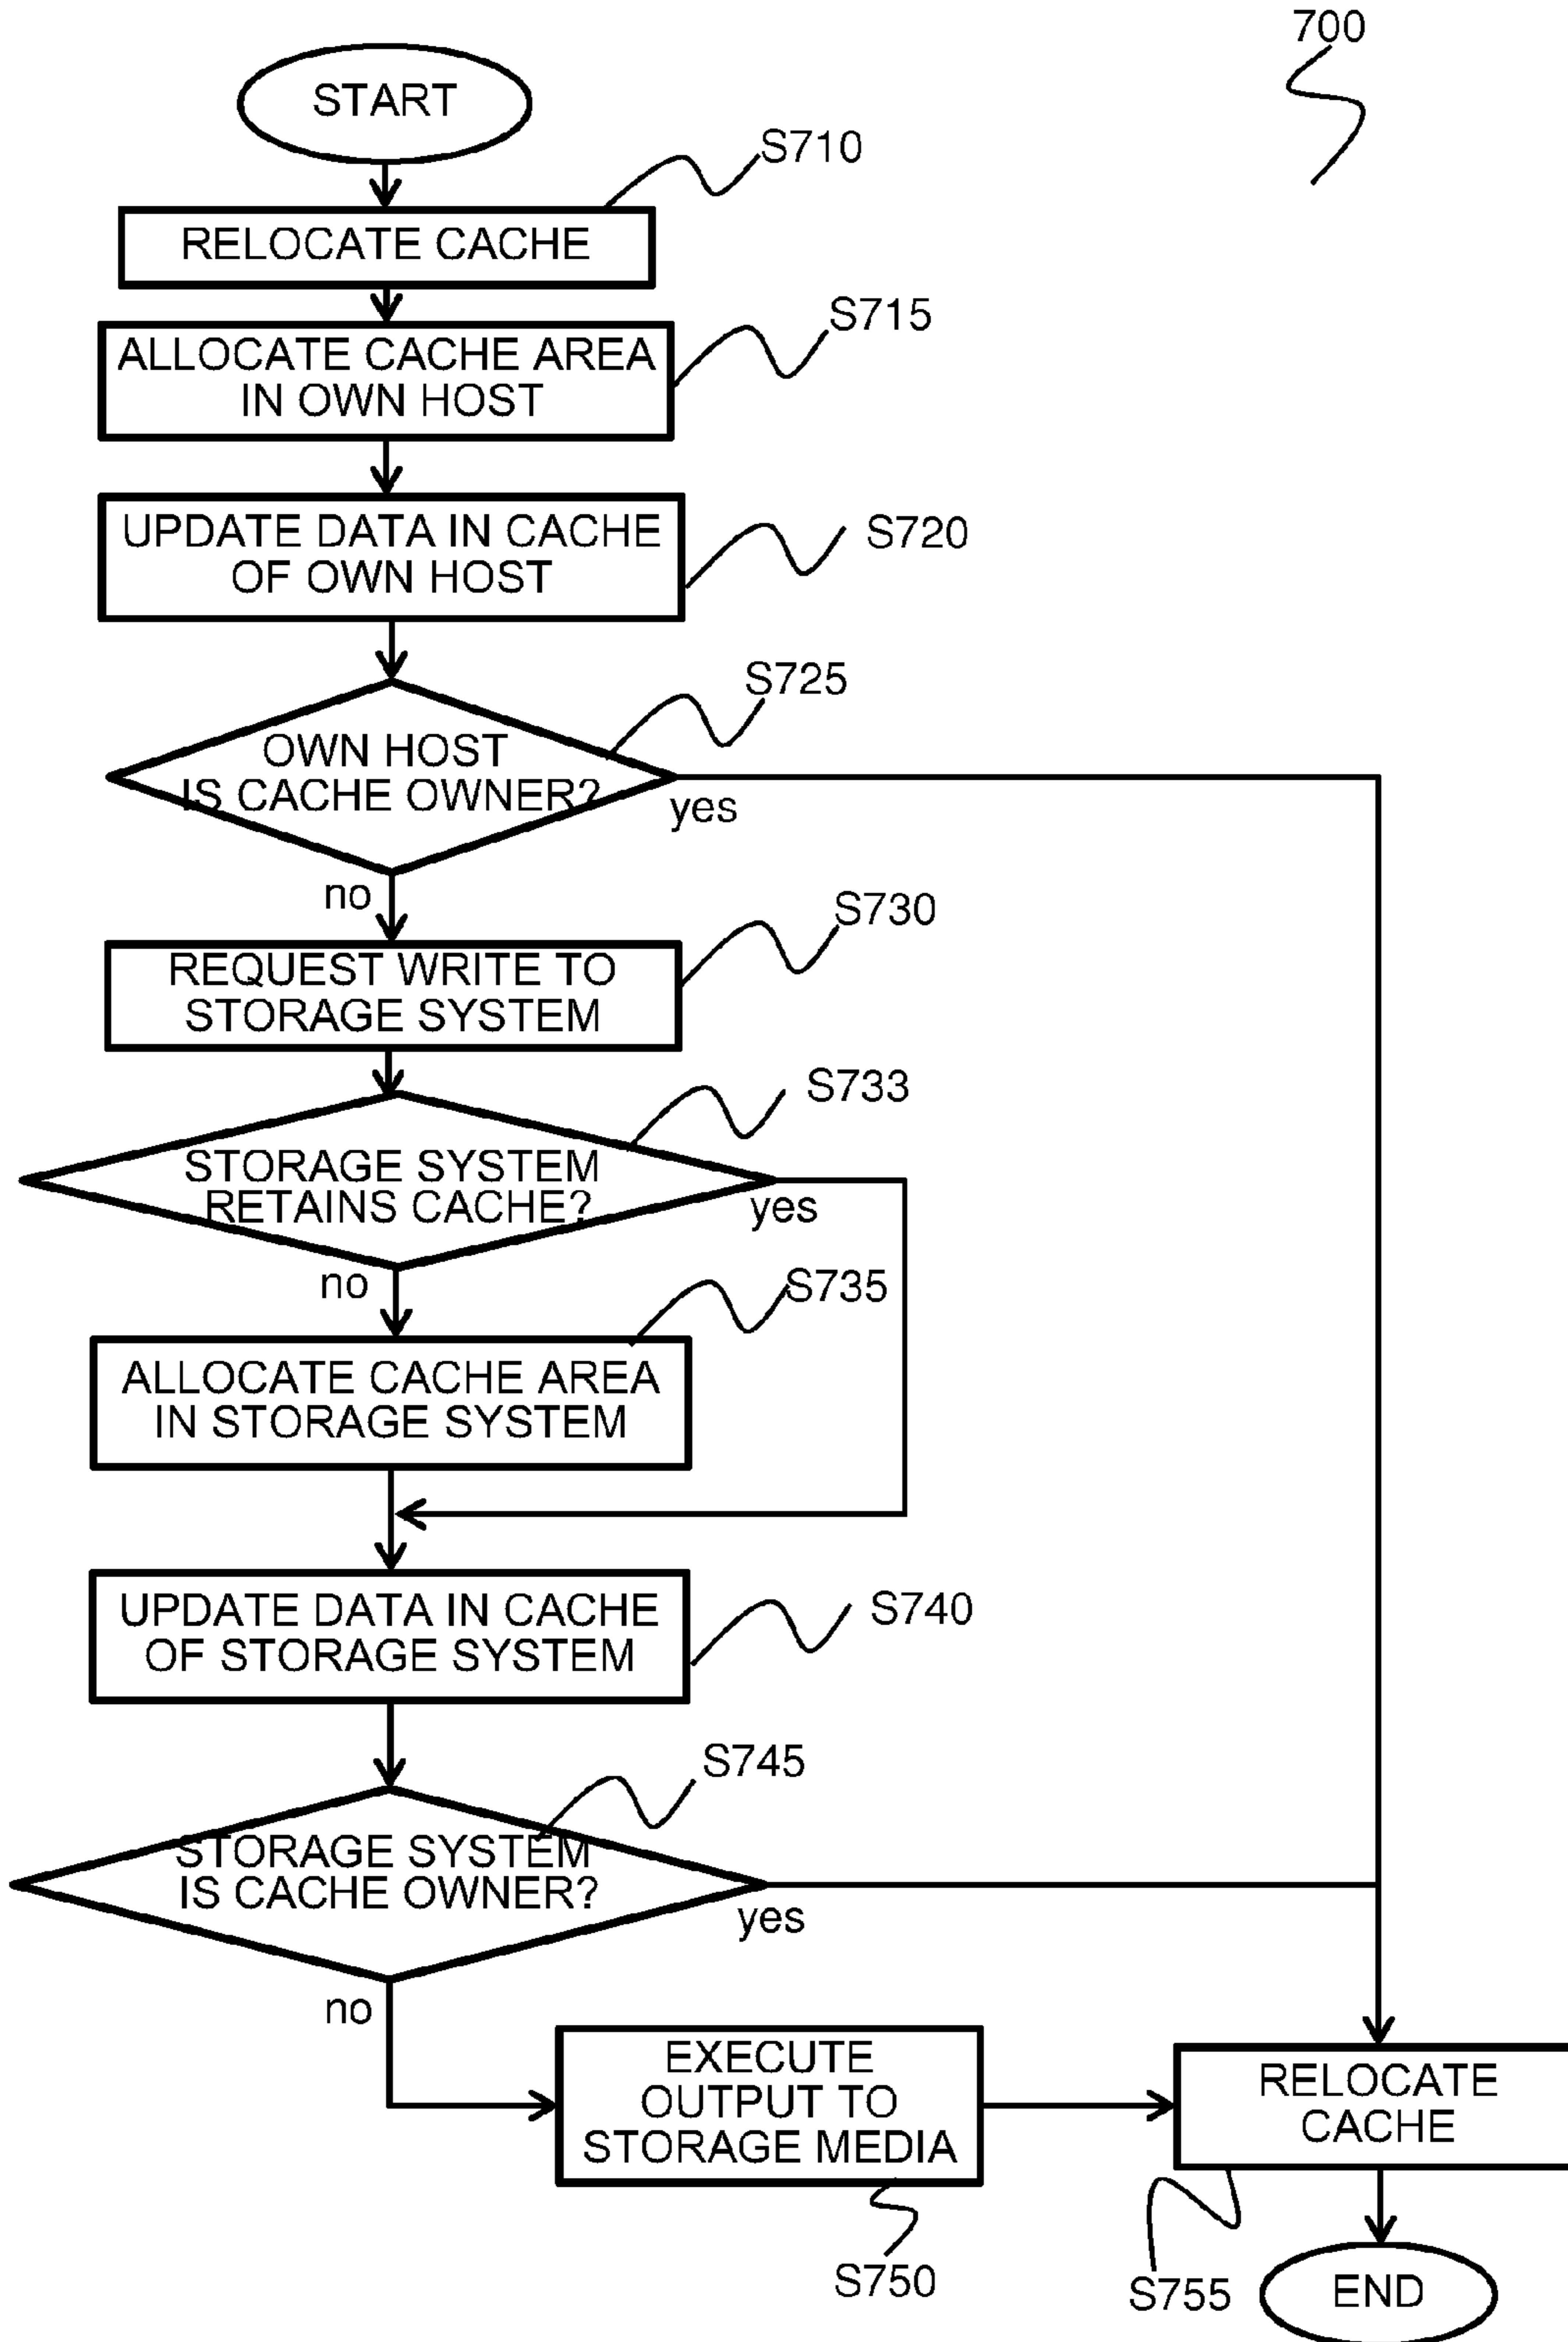 700
START
S710
RELOCATE CACHE
S715
ALLOCATE CACHE AREA
IN OWN HOST
S720
UPDATE DATA IN CACHE
OF OWN HOST
S725
OWN HOST
IS CACHE OWNER?
yes
no
S730
REQUEST WRITE TO
STORAGE SYSTEM
S733
STORAGE SYSTEM
RETAINS CACHE?
yes
no
S735
ALLOCATE CACHE AREA
IN STORAGE SYSTEM
S740
UPDATE DATA IN CACHE
OF STORAGE SYSTEM
S745
STORAGE SYSTEM
IS CACHE OWNER?
yes
no
EXECUTE
OUTPUT TO
STORAGE MEDIA
S750
RELOCATE
CACHE
S755
END